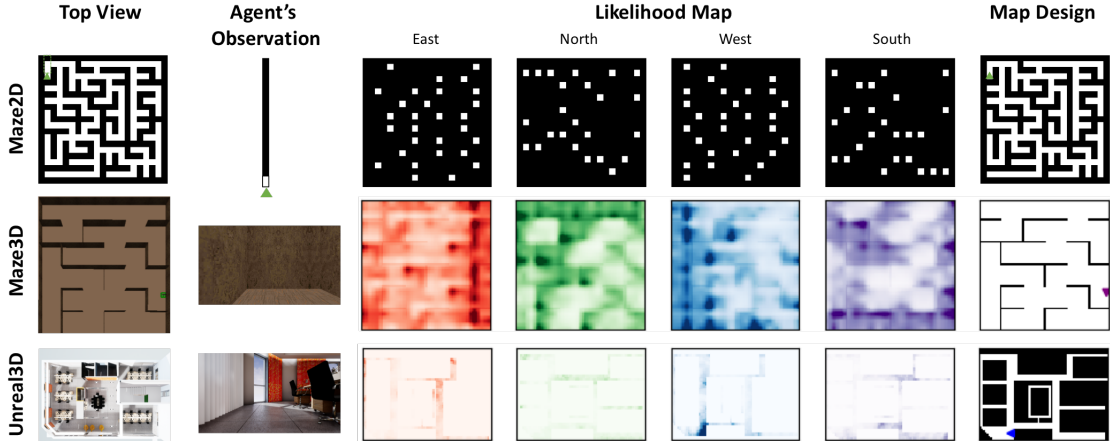 Top View
Agent's
Observation
Likelihood Map
Map Design
East
North
West
South
Maze2D
Maze3D
Unreal3D